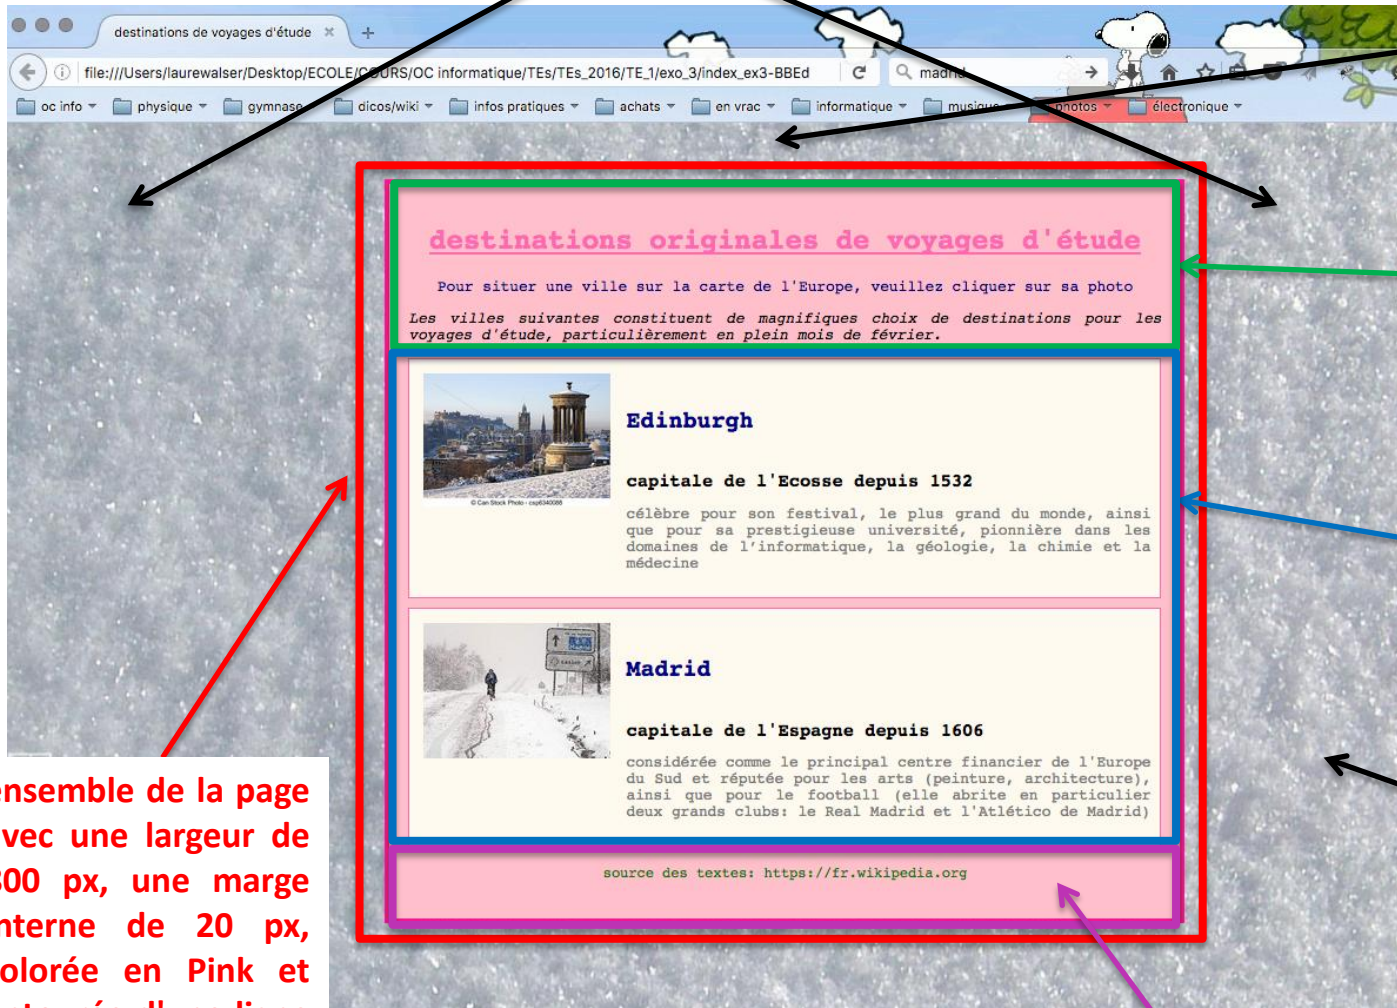 destinations de voyages d'étude
file:///Users/laurewalser/Desktop/ECOLE/COURS/OC informatique/TEs/TEs_2016/TE_1/exo_3/index_ex3-BBEd
madrid
oc info physique gymnase dicos/wiki infos pratiques achats en vrac informatique musique photos électronique
destinations originales de voyages d'étude
Pour situer une ville sur la carte de l'Europe, veuillez cliquer sur sa photo
Les villes suivantes constituent de magnifiques choix de destinations pour les
voyages d'étude, particulièrement en plein mois de février.
© Can Stock Photo - csp6340088
Edinburgh
capitale de l'Ecosse depuis 1532
célèbre pour son festival, le plus grand du monde, ainsi
que pour sa prestigieuse université, pionnière dans les
domaines de l'informatique, la géologie, la chimie et la
médecine
Madrid
capitale de l'Espagne depuis 1606
considérée comme le principal centre financier de l'Europe
du Sud et réputée pour les arts (peinture, architecture),
ainsi que pour le football (elle abrite en particulier
deux grands clubs: le Real Madrid et l'Atlético de Madrid)
source des textes: https://fr.wikipedia.org
ensemble de la page
avec une largeur de
800 px, une marge
interne de 20 px,
colorée en Pink et